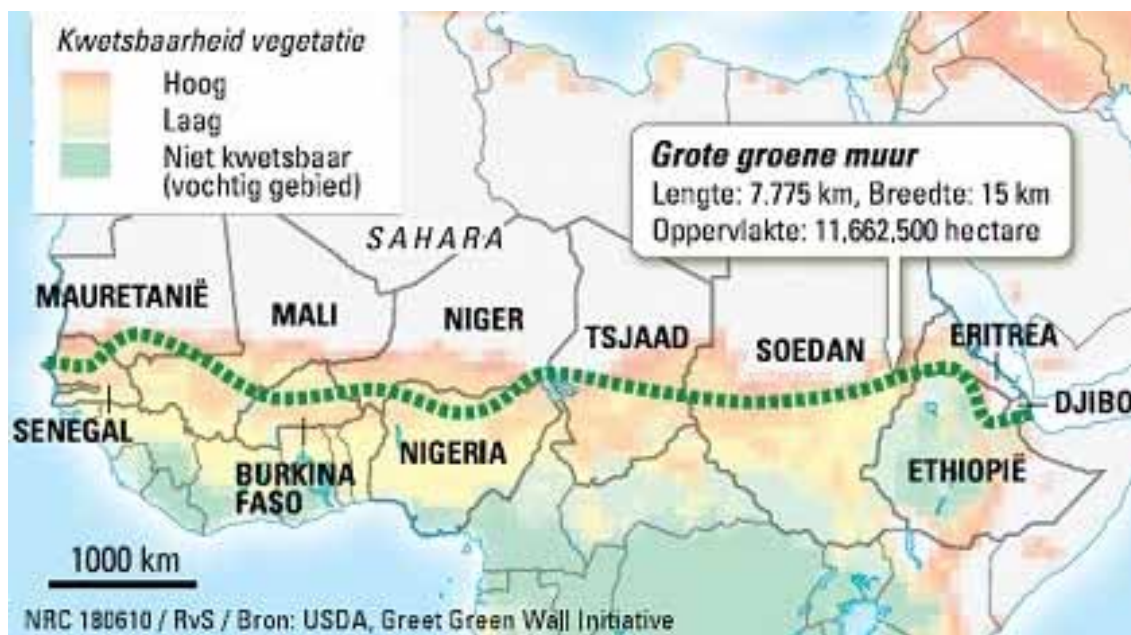 Kwetsbaarheid vegetatie
Hoog
Laag
Niet kwetsbaar
(vochtig gebied)
Grote groene muur
Lengte: 7.775 km, Breedte: 15 km
Oppervlakte: 11,662,500 hectare
SAHARA
MAURETANIË
MALI
NIGER
TSJAAD
SOEDAN
ERITREA
DJIBO
SENEGAL
BURKINA
FASO
NIGERIA
ETHIOPIË
1000 km
NRC 180610 / RvS / Bron: USDA, Greet Green Wall Initiative